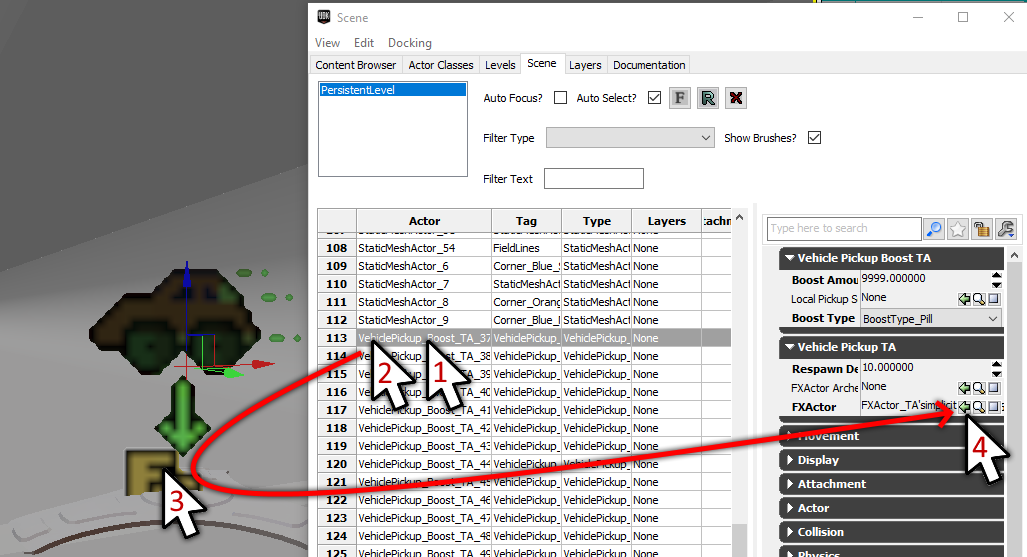 Scene
View Edit Docking
Content Browser Actor Classes Levels Scene Layers Documentation
PersistentLevel
Auto Focus? Auto Select? F R
Filter Type Show Brushes?
Filter Text
Actor Tag Type Layers
108 StaticMeshActor_54 FieldLines StaticMeshAct None
109 StaticMeshActor_6 Corner_Blue_ StaticMeshAct None
110 StaticMeshActor_7 StaticMeshActor StaticMeshAct None
111 StaticMeshActor_8 Corner_Orang StaticMeshAct None
112 StaticMeshActor_9 Corner_Blue_ StaticMeshAct None
113 VehiclePickup_Boost_TA_37 VehiclePickup_ VehiclePickup_ None
114 VehiclePickup_Boost_TA_38 VehiclePickup_ VehiclePickup_ None
115 VehiclePickup_Boost_TA_39 VehiclePickup_ VehiclePickup_ None
116 VehiclePickup_Boost_TA_40 VehiclePickup_ VehiclePickup_ None
117 VehiclePickup_Boost_TA_41 VehiclePickup_ VehiclePickup_ None
118 VehiclePickup_Boost_TA_42 VehiclePickup_ VehiclePickup_ None
119 VehiclePickup_Boost_TA_43 VehiclePickup_ VehiclePickup_ None
120 VehiclePickup_Boost_TA_44 VehiclePickup_ VehiclePickup_ None
121 VehiclePickup_Boost_TA_45 VehiclePickup_ VehiclePickup_ None
122 VehiclePickup_Boost_TA_46 VehiclePickup_ VehiclePickup_ None
123 VehiclePickup_Boost_TA_47 VehiclePickup_ VehiclePickup_ None
124 VehiclePickup_Boost_TA_48 VehiclePickup_ VehiclePickup_ None
125 VehiclePickup_Boost_TA_49 VehiclePickup_ VehiclePickup_ None
Type here to search
Vehicle Pickup Boost TA
Boost Amou 9999.000000
Local Pickup S None
Boost Type BoostType_Pill
Vehicle Pickup TA
Respawn De 10.000000
FXActor Arche None
FXActor FXActor_TA'simplicit
Movement
Display
Attachment
Actor
Collision
Physics
1
2
3
4